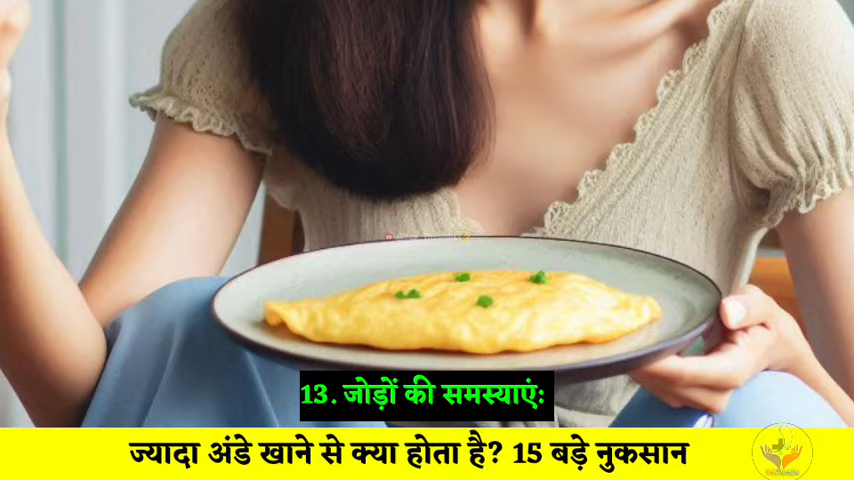 13. जोड़ों की समस्याएं:
ज्यादा अंडे खाने से क्या होता है? 15 बड़े नुकसान